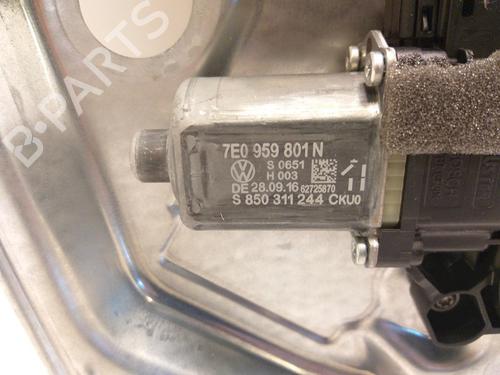 7E0 959 801 N
S 0651
H 003
DE 28.09.16 62725870
S 850 311 244 CKU0
B-PARTS